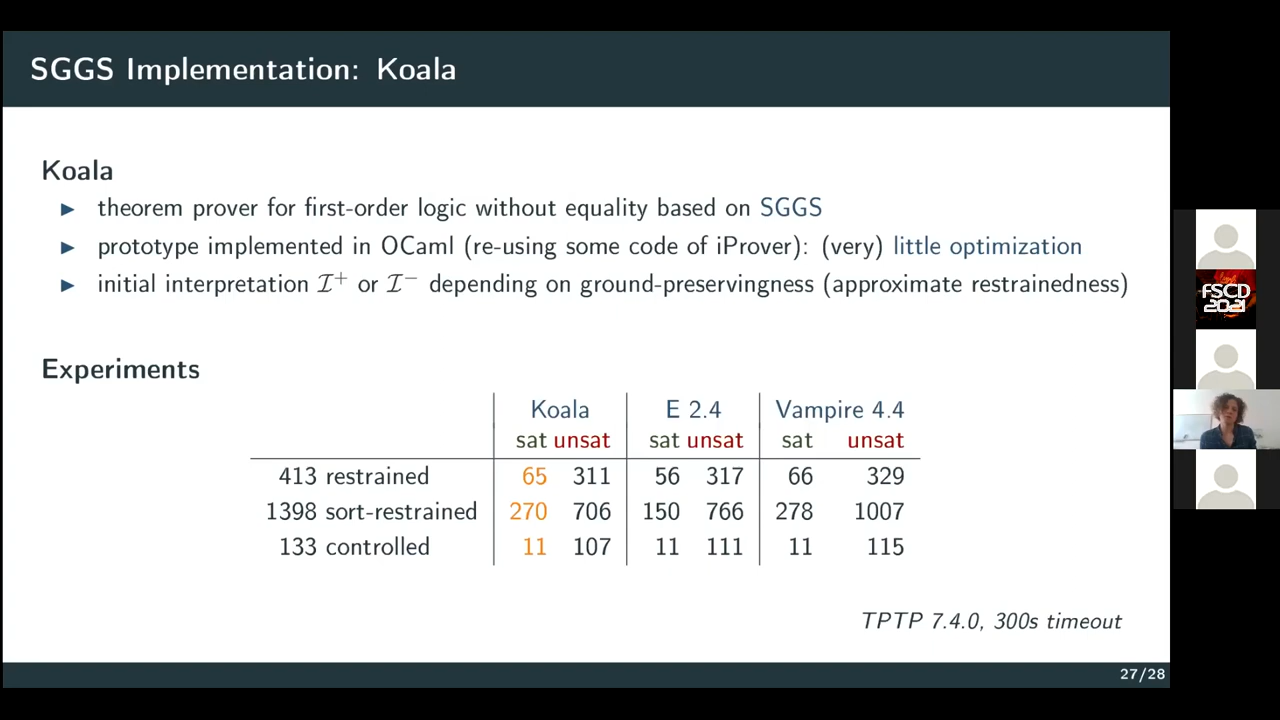 SGGS Implementation: Koala
Koala
▶ theorem prover for first-order logic without equality based on SGGS
▶ prototype implemented in OCaml (re-using some code of iProver): (very) little optimization
▶ initial interpretation I⁺ or I⁻ depending on ground-preservingness (approximate restrainedness)
FSCD
2021
Experiments
Koala E 2.4 Vampire 4.4
sat unsat sat unsat sat unsat
413 restrained 65 311 56 317 66 329
1398 sort-restrained 270 706 150 766 278 1007
133 controlled 11 107 11 111 11 115
TPTP 7.4.0, 300s timeout
27/28